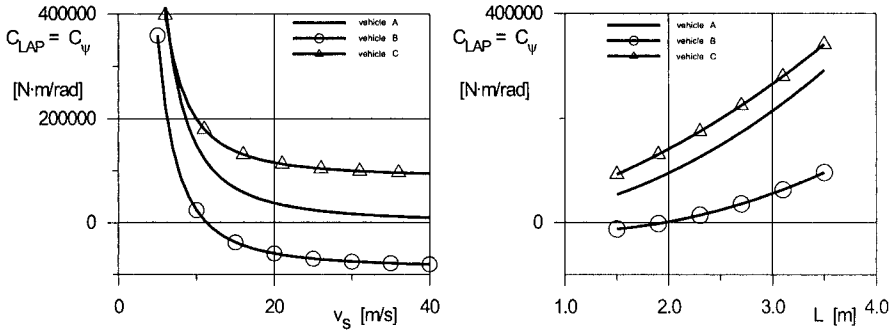 400000
C_LAP = C_ψ
[N·m/rad]
200000
0
vehicle A
vehicle B
vehicle C
0
20
v_S [m/s]
40
400000
C_LAP = C_ψ
[N·m/rad]
0
vehicle A
vehicle B
vehicle C
1.0
2.0
3.0
L [m]
4.0